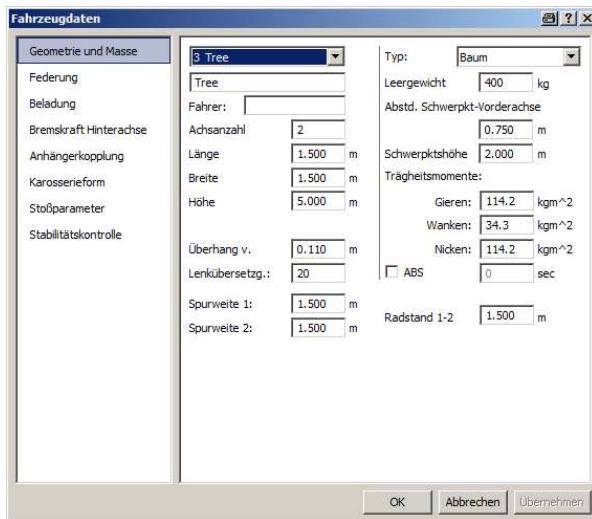 Fahrzeugdaten
Geometrie und Masse
Federung
Beladung
Bremskraft Hinterachse
Anhängerkopplung
Karosserieform
Stoßparameter
Stabilitätskontrolle
3 Tree
Tree
Fahrer:
Achsanzahl 2
Länge 1.500 m
Breite 1.500 m
Höhe 5.000 m
Überhang v. 0.110 m
Lenkübersetzg.: 20
Spurweite 1: 1.500 m
Spurweite 2: 1.500 m
Typ: Baum
Leergewicht 400 kg
Abstd. Schwerpkt-Vorderachse
0.750 m
Schwerpktshöhe 2.000 m
Trägheitsmomente:
Gieren: 114.2 kgm^2
Wanken: 34.3 kgm^2
Nicken: 114.2 kgm^2
ABS 0 sec
Radstand 1-2 1.500 m
OK Abbrechen Übernehmen